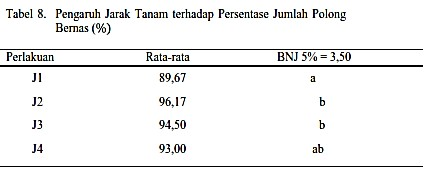 Tabel 8. Pengaruh Jarak Tanam terhadap Persentase Jumlah Polong
Bernas (%)
Perlakuan Rata-rata BNJ 5% = 3,50
J1 89,67 a
J2 96,17 b
J3 94,50 b
J4 93,00 ab